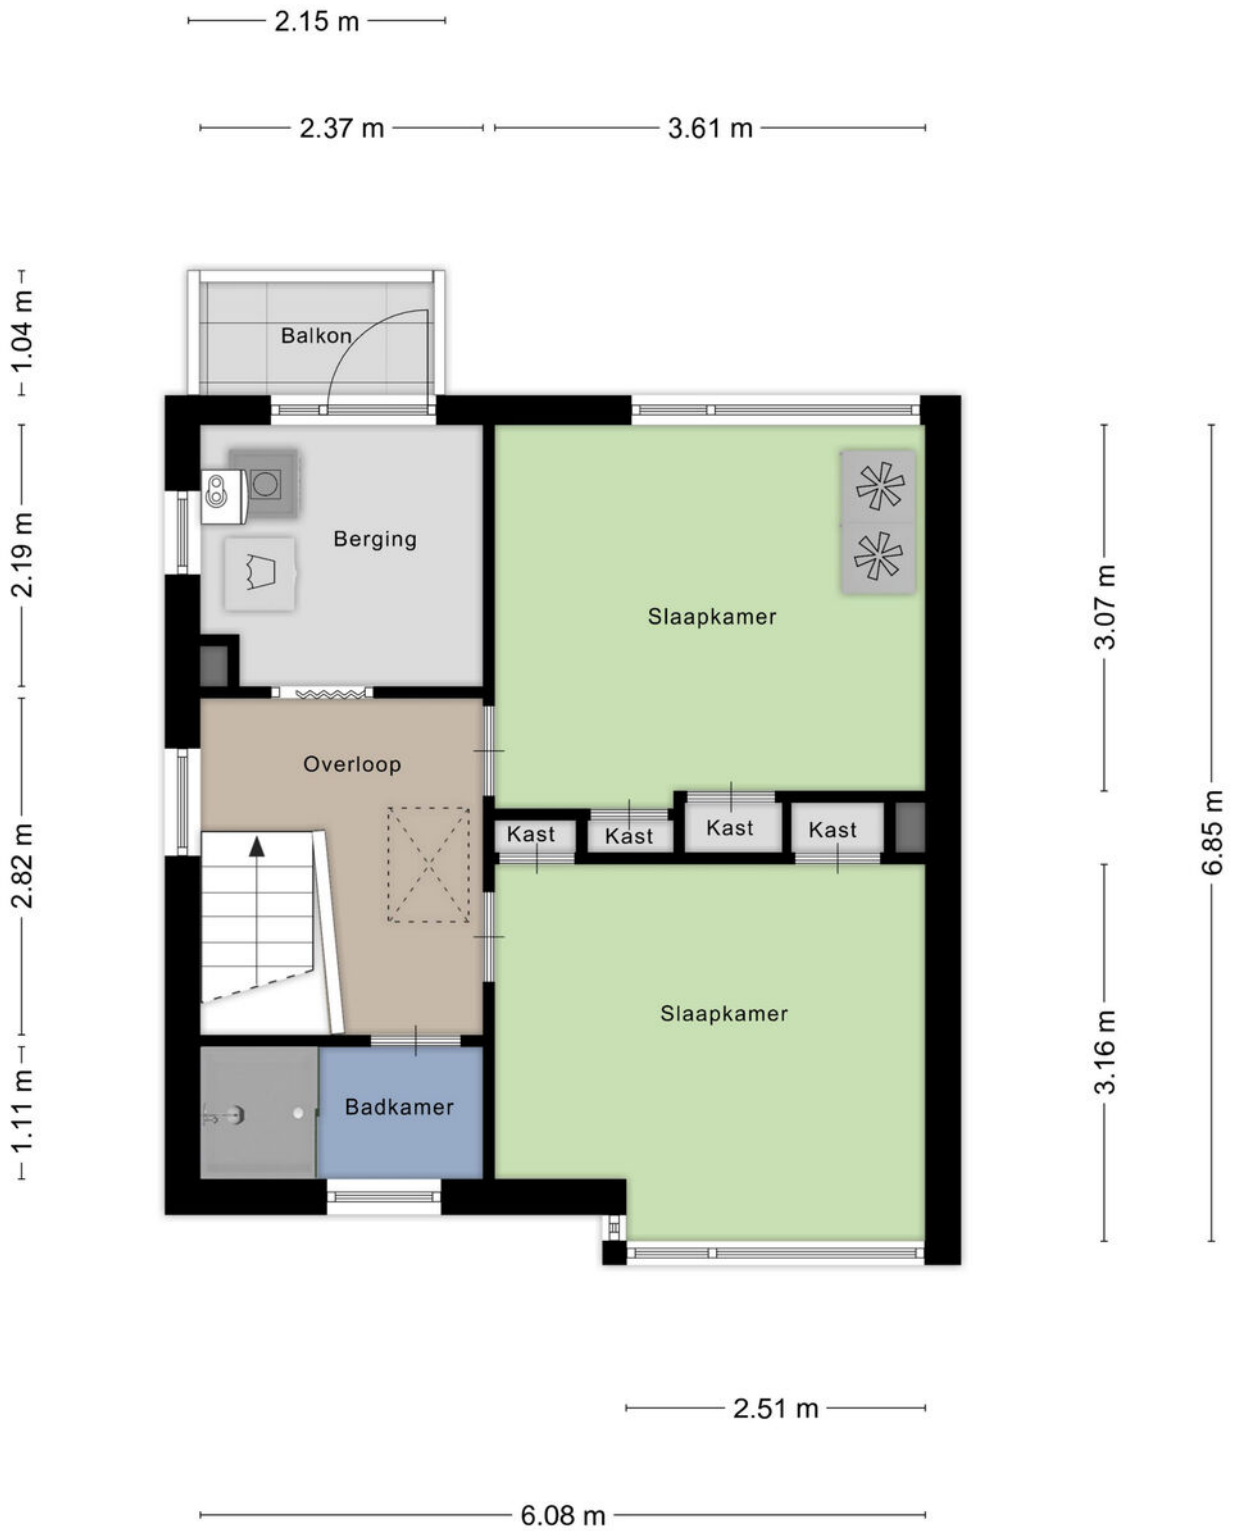 2.15 m
2.37 m
3.61 m
1.04 m
Balkon
2.19 m
Berging
Slaapkamer
3.07 m
Overloop
6.85 m
Kast
Kast
Kast
Kast
2.82 m
Slaapkamer
3.16 m
1.11 m
Badkamer
2.51 m
6.08 m